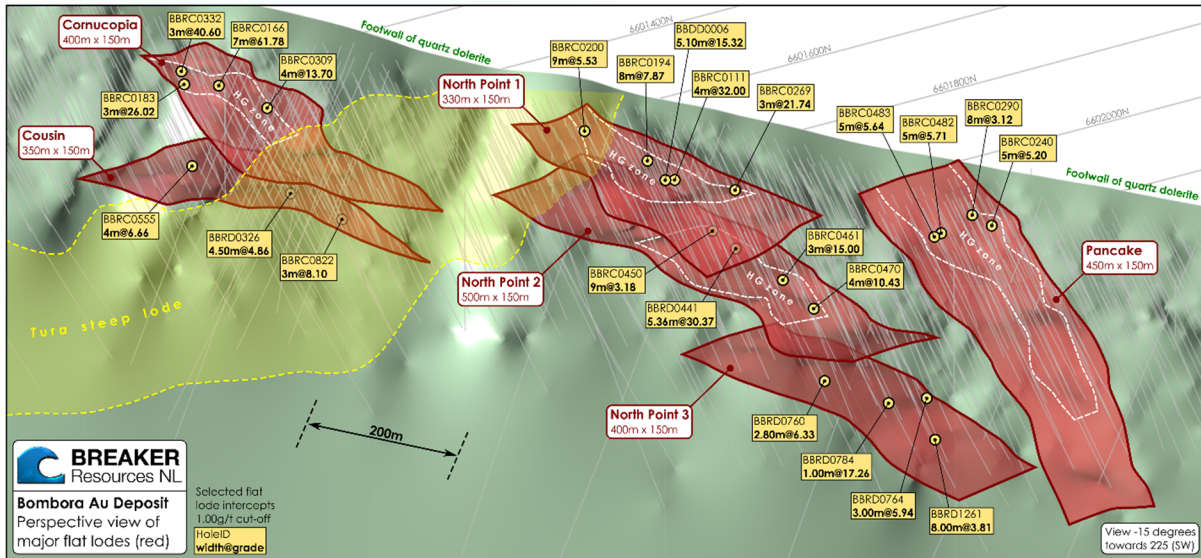 Cornucopia
400m x 150m
BBRC0332
3m@40.60
BBRC0166
7m@61.78
BBRC0309
4m@13.70
BBRC0183
3m@26.02
HG zone
Cousin
350m x 150m
BBRC0555
4m@6.66
BBRD0326
4.50m@4.86
BBRC0822
3m@8.10
Tura steep lode
Footwall of quartz dolerite
North Point 1
330m x 150m
BBRC0200
9m@5.53
BBRC0194
8m@7.87
BBDD0006
5.10m@15.32
BBRC0111
4m@32.00
BBRC0269
3m@21.74
HG zone
6601400N
6601600N
6601800N
6602000N
North Point 2
500m x 150m
BBRC0450
9m@3.18
BBRD0441
5.36m@30.37
BBRC0461
3m@15.00
BBRC0470
4m@10.43
HG zone
North Point 3
400m x 150m
BBRD0760
2.80m@6.33
BBRD0784
1.00m@17.26
BBRD0764
3.00m@5.94
BBRD1261
8.00m@3.81
BBRC0483
5m@5.64
BBRC0482
5m@5.71
BBRC0290
8m@3.12
BBRC0240
5m@5.20
Footwall of quartz dolerite
HG zone
Pancake
450m x 150m
200m
BREAKER
Resources NL
Bombora Au Deposit
Perspective view of
major flat lodes (red)
Selected flat
lode intercepts
1.00g/t cut-off
HoleID
width@grade
View -15 degrees
towards 225 (SW)